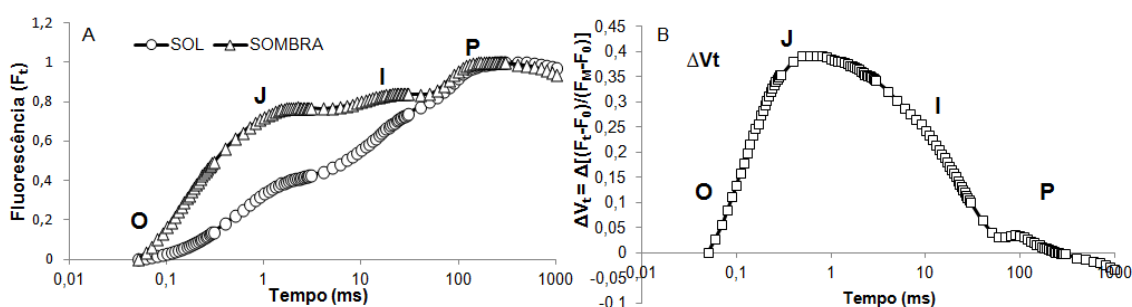 A
SOL SOMBRA
Fluorescência (Ft)
1,2
1
0,8
0,6
0,4
0,2
0
O
J
I
P
0,01 0,1 1 10 100 1000
Tempo (ms)
B
ΔVt
ΔVt = Δ[(Ft-F0)/(FM-F0)]
0,45
0,40
0,35
0,3
0,25
0,2
0,15
0,1
0,05
0
-0,05
-0,1
O
J
I
P
0,01 0,1 1 10 100 1000
Tempo (ms)